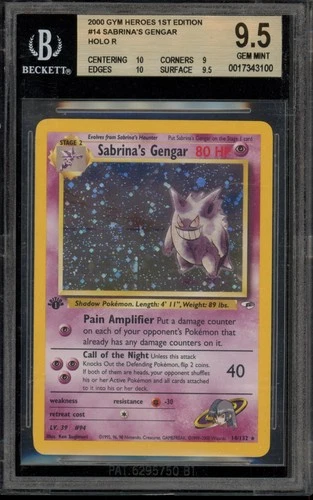 B
BECKETT
2000 GYM HEROES 1ST EDITION
#14 SABRINA'S GENGAR
HOLO R
CENTERING 10 CORNERS 9
EDGES 10 SURFACE 9.5
9.5
GEM MINT
0017343100
STAGE 2
Evolves from Sabrina's Haunter Put Sabrina's Gengar on the Stage 1 card
Sabrina's Gengar 80 HP
Shadow Pokémon. Length: 4' 11", Weight: 89 lbs.
Pain Amplifier Put a damage counter
on each of your opponent's Pokémon that
already has any damage counters on it.
Call of the Night Unless this attack
Knocks Out the Defending Pokémon, flip 2 coins.
If both of them are heads, your opponent shuffles
his or her Active Pokémon and all cards attached
to it into his or her deck.
40
weakness resistance -30
retreat cost
LV. 39 #94
14/132
PAT.6295750 B1